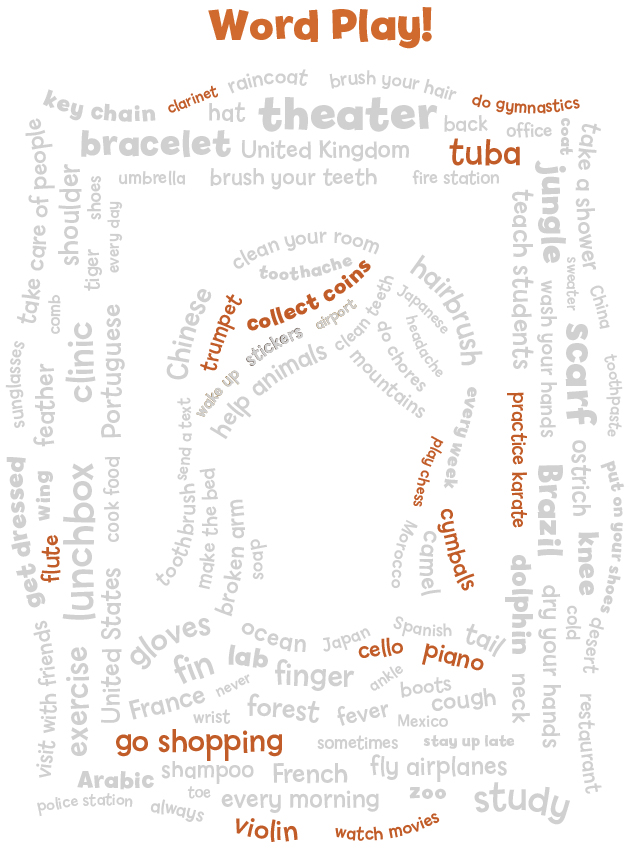 Word Play!
raincoat
brush your hair
key chain
clarinet
hat
theater
do gymnastics
back
office
coat
bracelet
United Kingdom
tuba
umbrella
brush your teeth
fire station
take care of people
shoulder
shoes
tiger
every day
take a shower
jungle
teach students
sweater
China
clean your room
toothache
collect coins
hairbrush
Chinese
trumpet
stickers
airport
clean teeth
Japanese
headache
do chores
mountains
wake up
help animals
comb
clinic
Portuguese
sunglasses
feather
wash your hands
scarf
toothpaste
every week
practice karate
send a text
play chess
get dressed
wing
lunchbox
cook food
toothbrush
make the bed
broken arm
soap
flute
Brazil
ostrich
put on your shoes
knee
cymbals
Morocco
camel
dolphin
dry your hands
cold
desert
United States
visit with friends
exercise
gloves
ocean
Japan
Spanish
tail
cello
piano
fin
lab
finger
ankle
boots
cough
neck
restaurant
France
never
wrist
forest
fever
Mexico
go shopping
sometimes
stay up late
Arabic
shampoo
French
fly airplanes
police station
always
toe
every morning
zoo
study
violin
watch movies